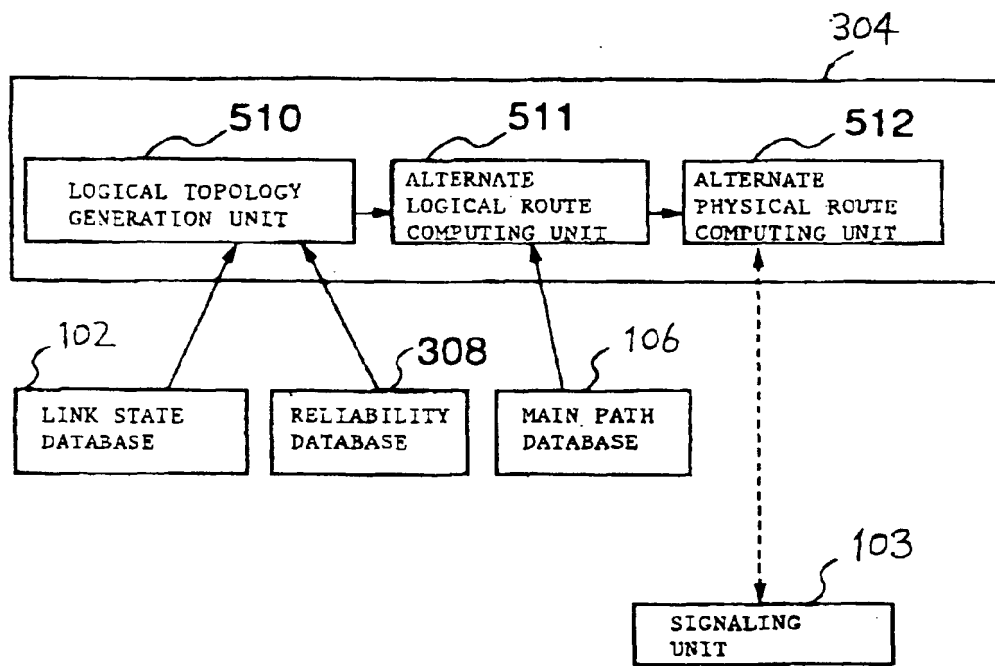 304
510
511
512
LOGICAL TOPOLOGY
GENERATION UNIT
ALTERNATE
LOGICAL ROUTE
COMPUTING UNIT
ALTERNATE
PHYSICAL ROUTE
COMPUTING UNIT
102
308
106
LINK STATE
DATABASE
RELIABILITY
DATABASE
MAIN PATH
DATABASE
103
SIGNALING
UNIT